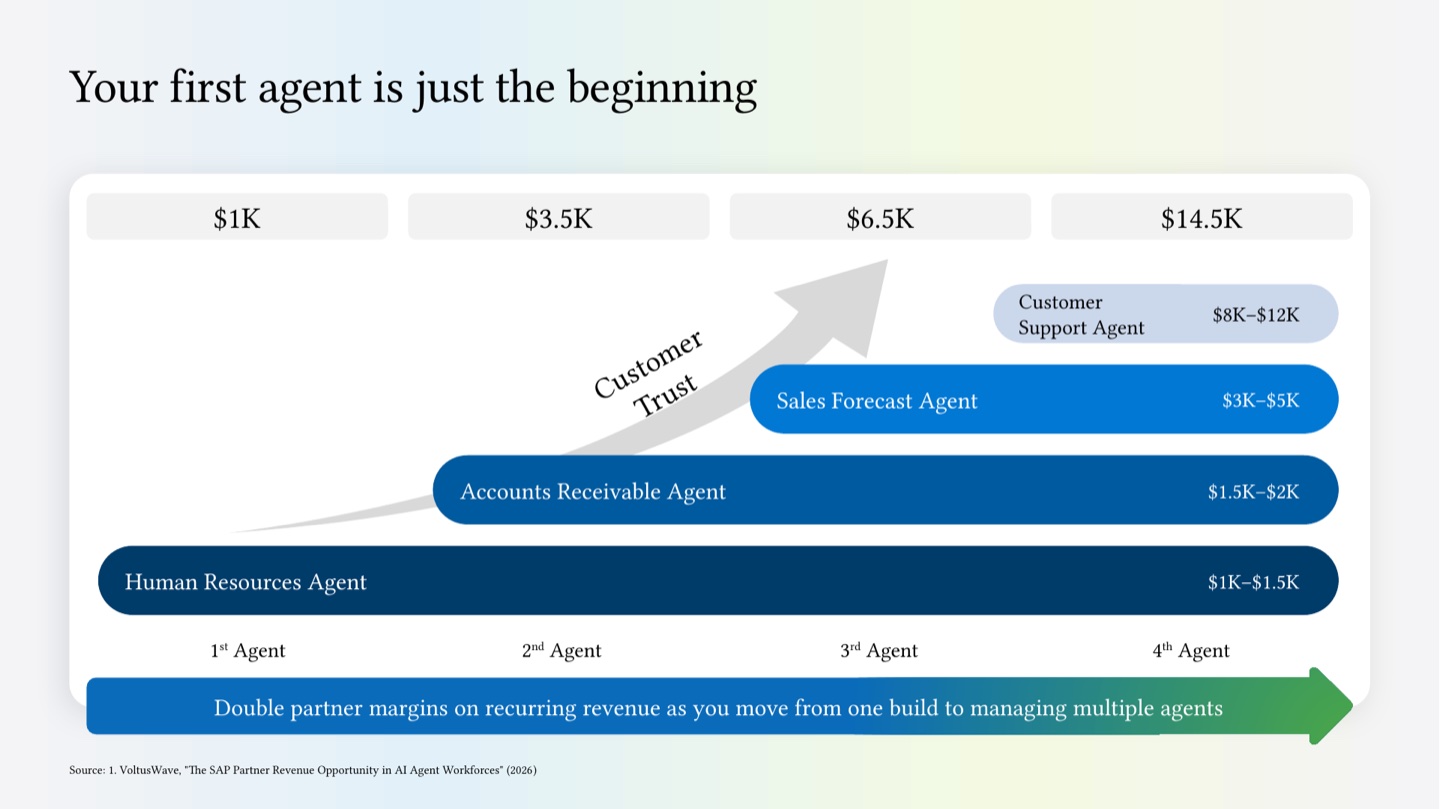 Your first agent is just the beginning
$1K
$3.5K
$6.5K
$14.5K
Customer
Support Agent
$8K–$12K
Customer
Trust
Sales Forecast Agent
$3K–$5K
Accounts Receivable Agent
$1.5K–$2K
Human Resources Agent
$1K–$1.5K
1st Agent
2nd Agent
3rd Agent
4th Agent
Double partner margins on recurring revenue as you move from one build to managing multiple agents
Source: 1. VoltusWave, "The SAP Partner Revenue Opportunity in AI Agent Workforces" (2026)